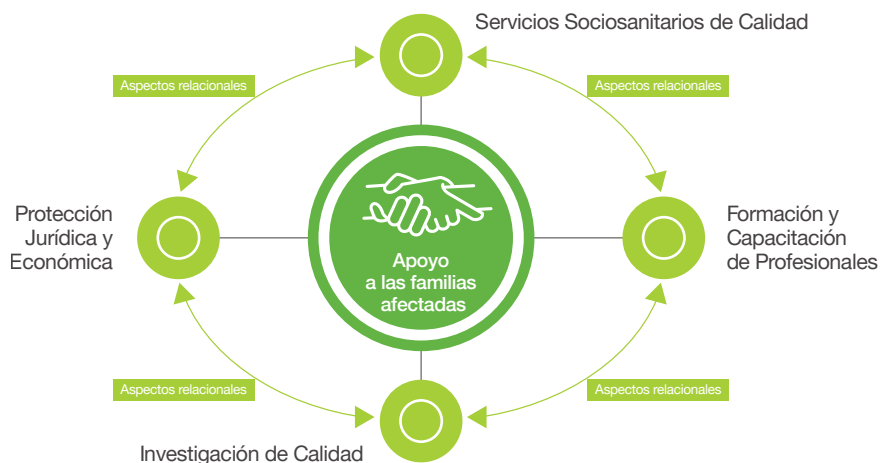 Servicios Sociosanitarios de Calidad
Aspectos relacionales
Aspectos relacionales
Protección
Jurídica y
Económica
Apoyo
a las familias
afectadas
Formación y
Capacitación
de Profesionales
Aspectos relacionales
Aspectos relacionales
Investigación de Calidad